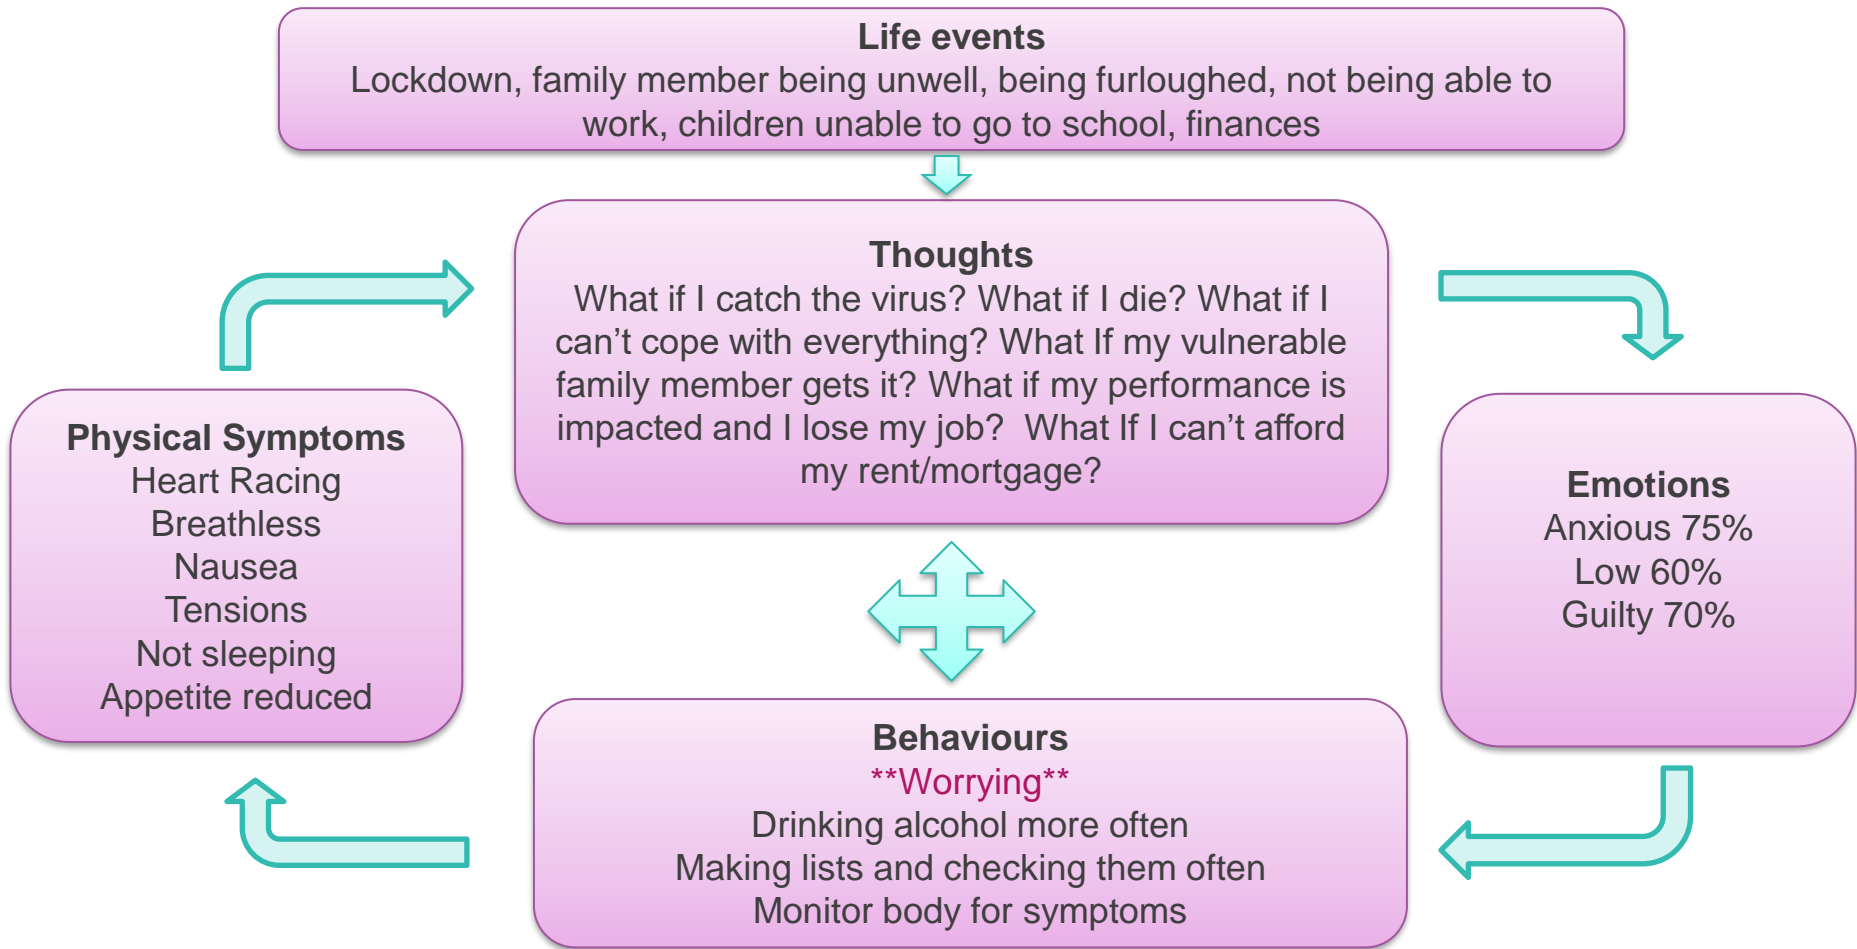 Life events
Lockdown, family member being unwell, being furloughed, not being able to
work, children unable to go to school, finances
Thoughts
What if I catch the virus? What if I die? What if I
can’t cope with everything? What If my vulnerable
family member gets it? What if my performance is
impacted and I lose my job?  What If I can’t afford
my rent/mortgage?
Physical Symptoms
Heart Racing
Breathless
Nausea
Tensions
Not sleeping
Appetite reduced
Emotions
Anxious 75%
Low 60%
Guilty 70%
Behaviours
**Worrying**
Drinking alcohol more often
Making lists and checking them often
Monitor body for symptoms